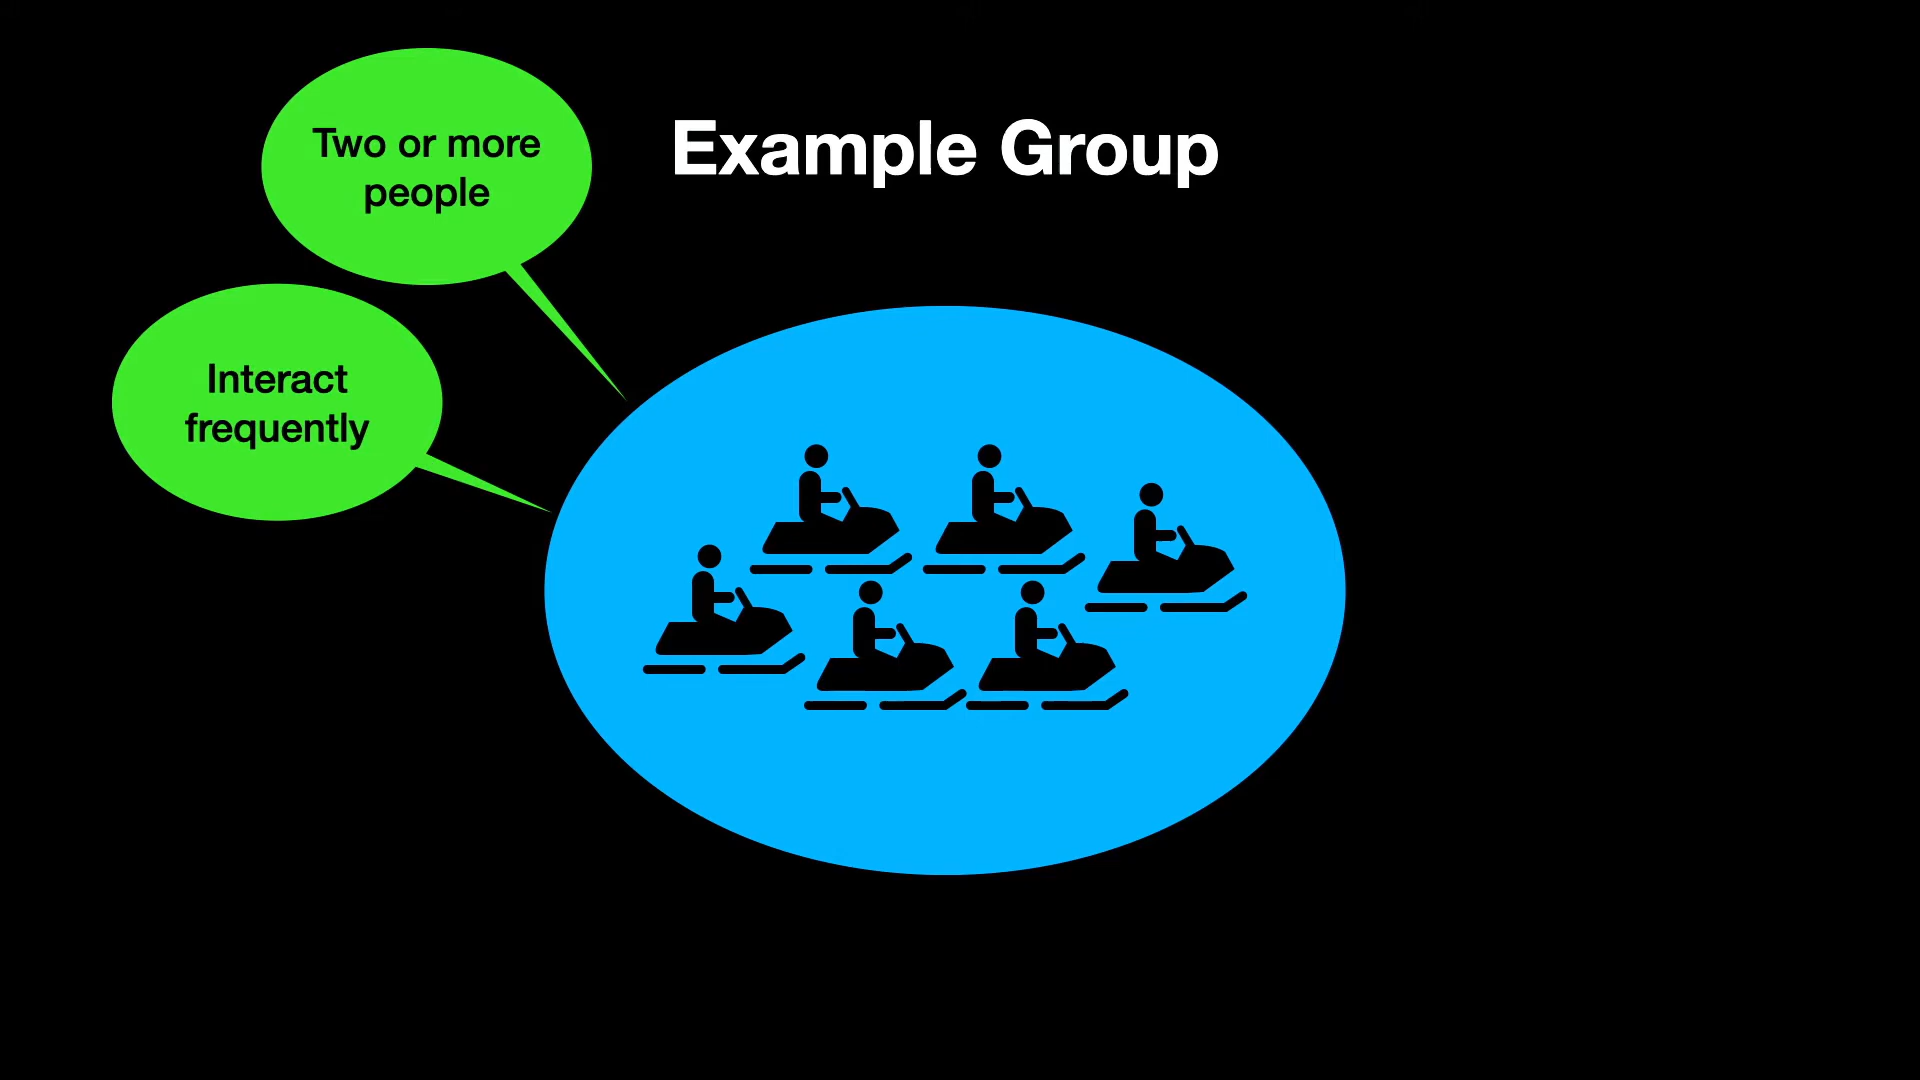 Two or more
people
Example Group
Interact
frequently